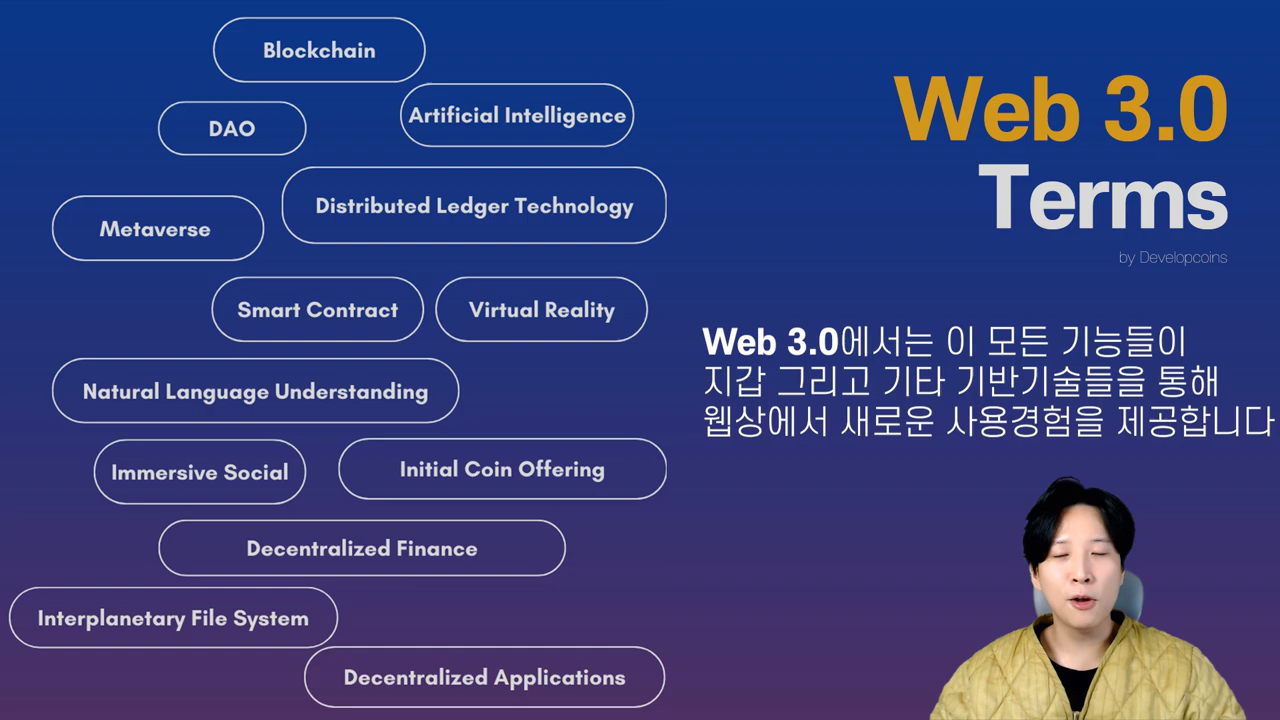 Blockchain
Artificial Intelligence
DAO
Distributed Ledger Technology
Metaverse
Smart Contract
Virtual Reality
Natural Language Understanding
Immersive Social
Initial Coin Offering
Decentralized Finance
Interplanetary File System
Decentralized Applications
Web 3.0
Terms
by Developcoins
Web 3.0에서는 이 모든 기능들이
지갑 그리고 기타 기반기술들을 통해
웹상에서 새로운 사용경험을 제공합니다